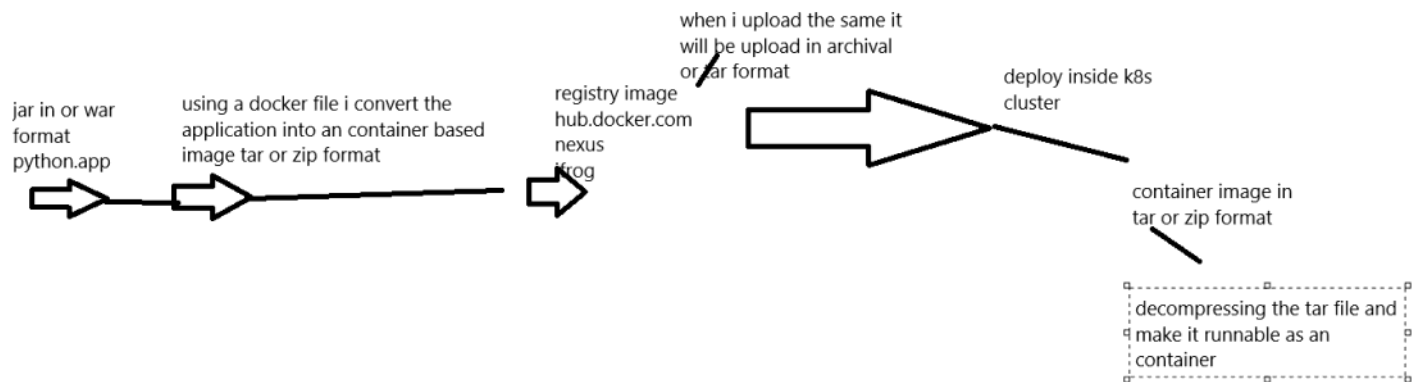 jar in or war
format
python.app
using a docker file i convert the
application into an container based
image tar or zip format
registry image
hub.docker.com
nexus
jfrog
when i upload the same it
will be upload in archival
or tar format
deploy inside k8s
cluster
container image in
tar or zip format
decompressing the tar file and
make it runnable as an
container